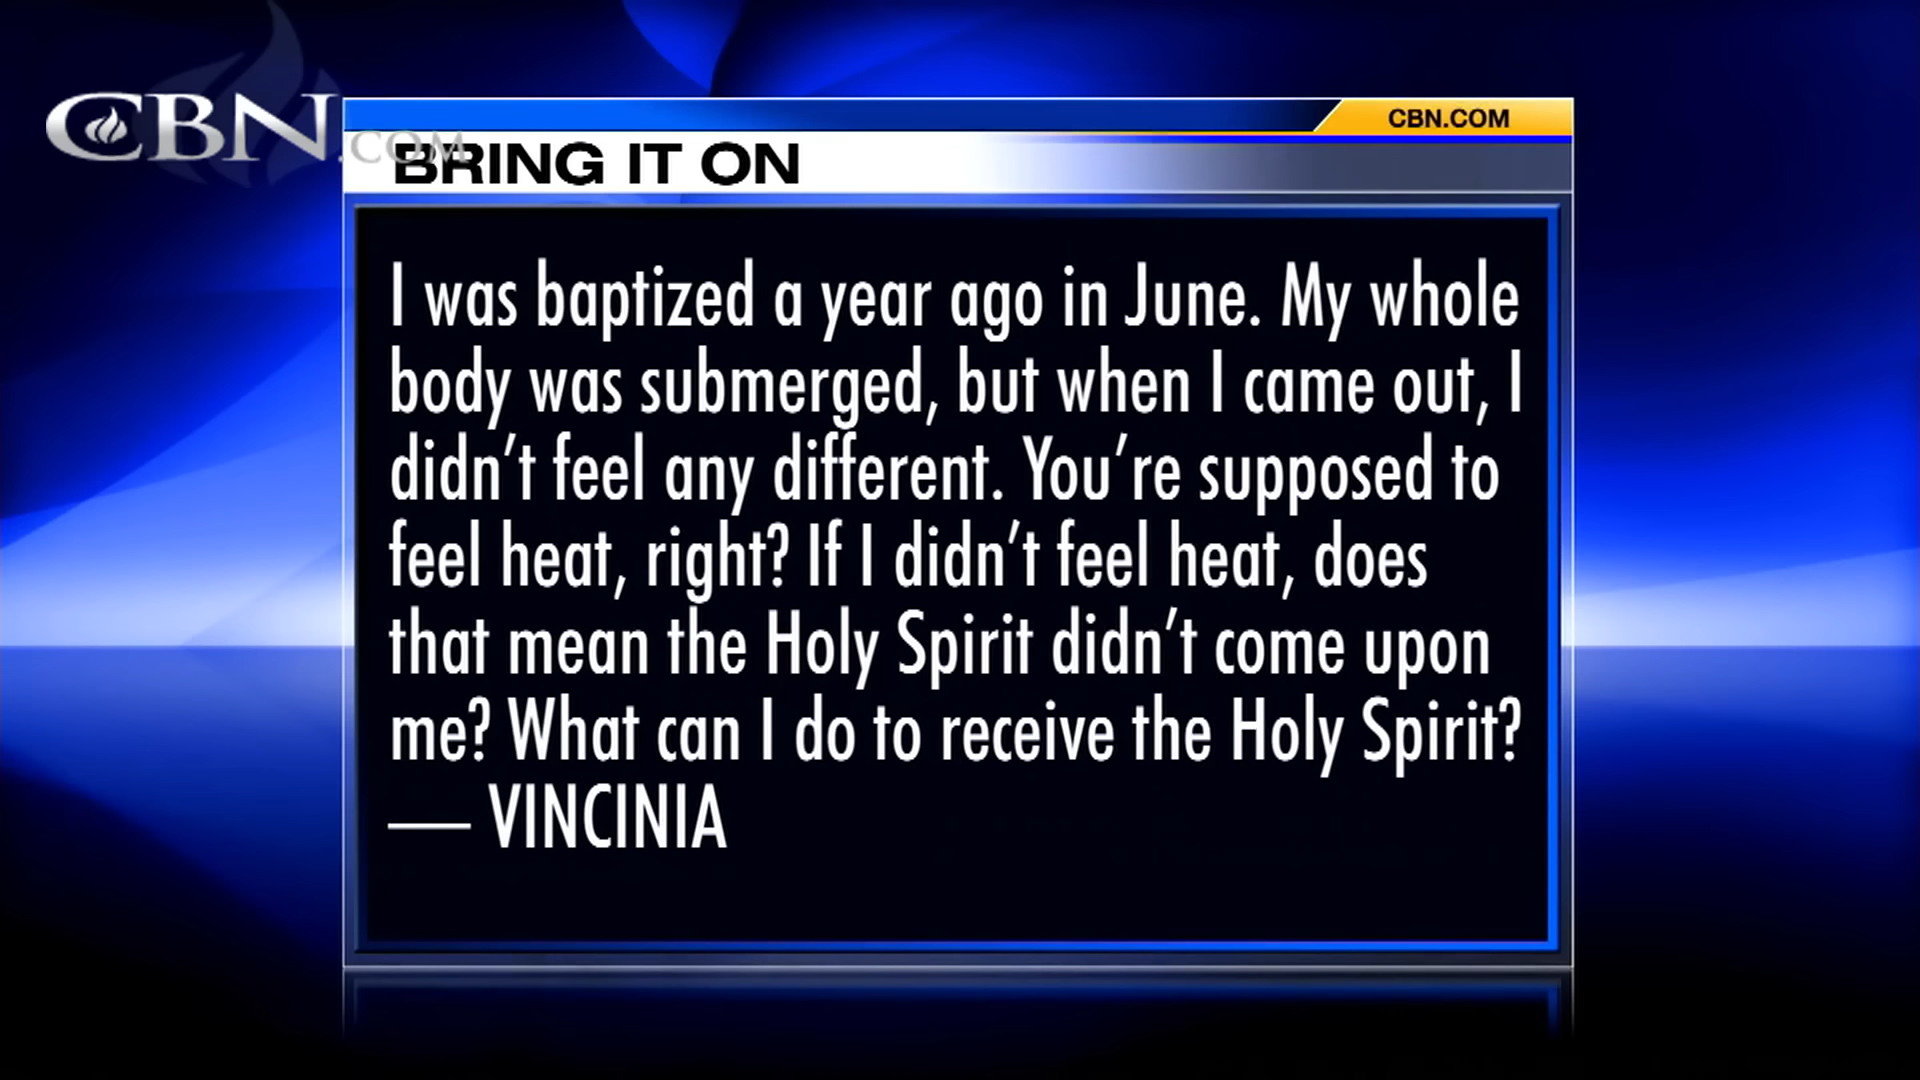 CBN.COM
CBN.COM
BRING IT ON
I was baptized a year ago in June. My whole
body was submerged, but when I came out, I
didn't feel any different. You're supposed to
feel heat, right? If I didn't feel heat, does
that mean the Holy Spirit didn't come upon
me? What can I do to receive the Holy Spirit?
— VINCINIA